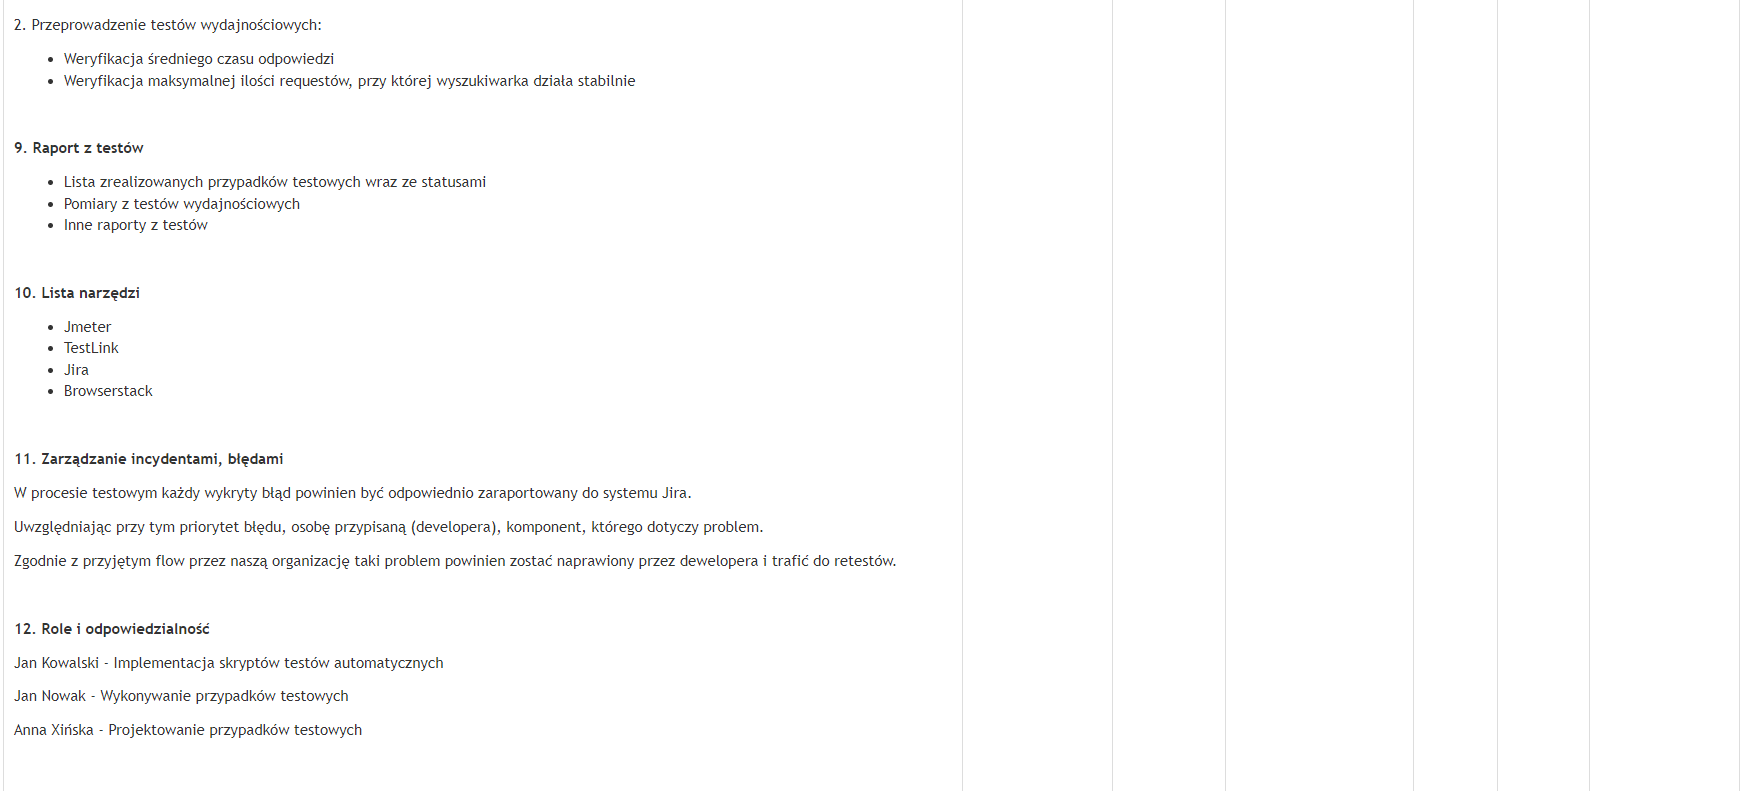 2. Przeprowadzenie testów wydajnościowych:
• Weryfikacja średniego czasu odpowiedzi
• Weryfikacja maksymalnej ilości requestów, przy której wyszukiwarka działa stabilnie
9. Raport z testów
• Lista zrealizowanych przypadków testowych wraz ze statusami
• Pomiary z testów wydajnościowych
• Inne raporty z testów
10. Lista narzędzi
• Jmeter
• TestLink
• Jira
• Browserstack
11. Zarządzanie incydentami, błędami
W procesie testowym każdy wykryty błąd powinien być odpowiednio zaraportowany do systemu Jira.
Uwzględniając przy tym priorytet błędu, osobę przypisaną (developera), komponent, którego dotyczy problem.
Zgodnie z przyjętym flow przez naszą organizację taki problem powinien zostać naprawiony przez dewelopera i trafić do retestów.
12. Role i odpowiedzialność
Jan Kowalski - Implementacja skryptów testów automatycznych
Jan Nowak - Wykonywanie przypadków testowych
Anna Xińska - Projektowanie przypadków testowych